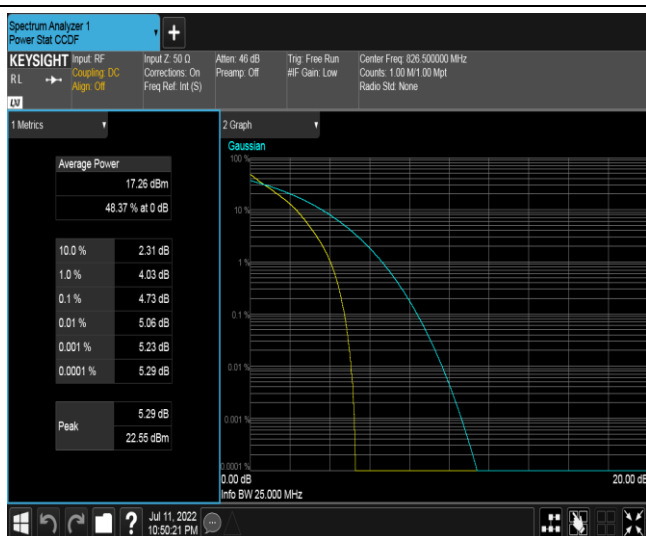 Spectrum Analyzer 1
Power Stat CCDF
+
KEYSIGHT
RL
LXI
Input: RF
Coupling: DC
Align: Off
Input Z: 50 Ω
Corrections: On
Freq Ref: Int (S)
Atten: 46 dB
Preamp: Off
Trig: Free Run
#IF Gain: Low
Center Freq: 826.500000 MHz
Counts: 1.00 M/1.00 Mpt
Radio Std: None
1 Metrics
Average Power
17.26 dBm
48.37 % at 0 dB
10.0 % 2.31 dB
1.0 % 4.03 dB
0.1 % 4.73 dB
0.01 % 5.06 dB
0.001 % 5.23 dB
0.0001 % 5.29 dB
Peak
5.29 dB
22.55 dBm
2 Graph
Gaussian
100 %
10 %
1 %
0.1 %
0.01 %
0.001 %
0.0001 %
0.00 dB 20.00 dB
Info BW 25.000 MHz
?
Jul 11, 2022
10:50:21 PM